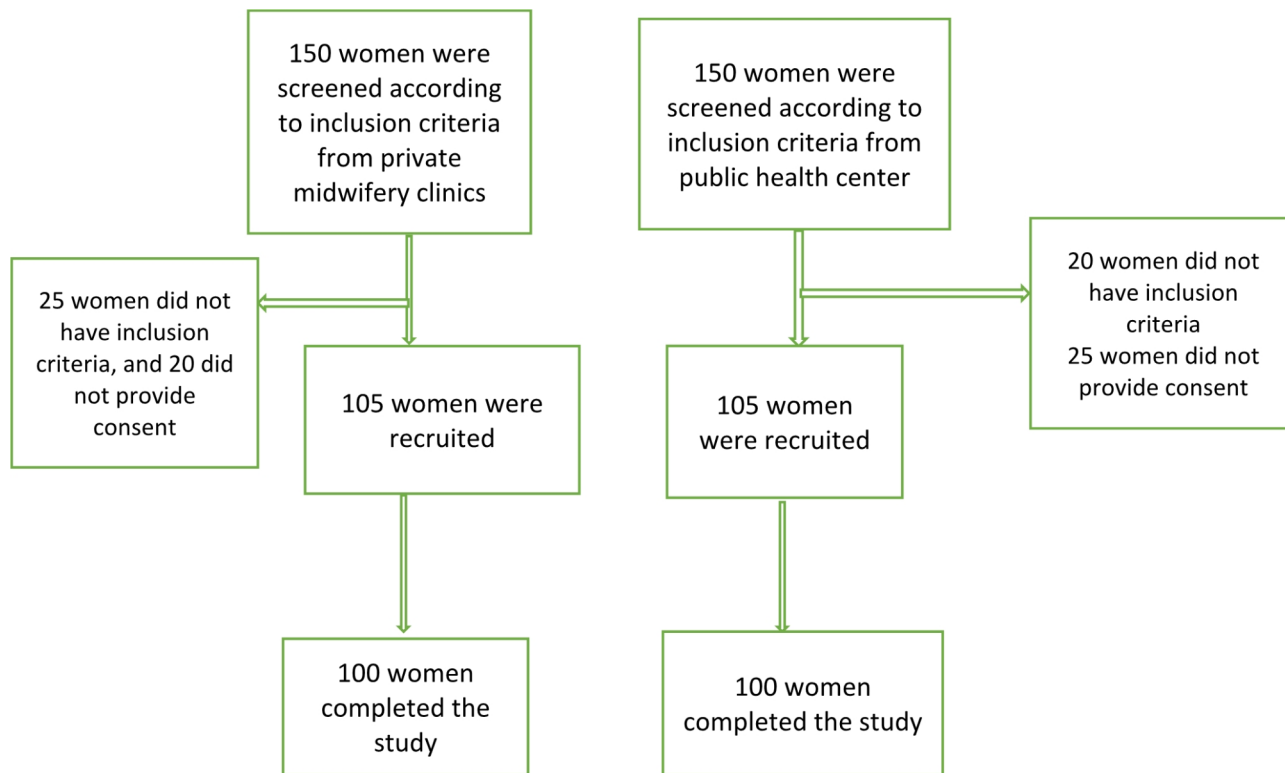 150 women were
screened according
to inclusion criteria
from private
midwifery clinics
150 women were
screened according to
inclusion criteria from
public health center
25 women did not
have inclusion
criteria, and 20 did
not provide
consent
20 women did not
have inclusion
criteria
25 women did not
provide consent
105 women were
recruited
105 women
were recruited
100 women
completed the
study
100 women
completed the study